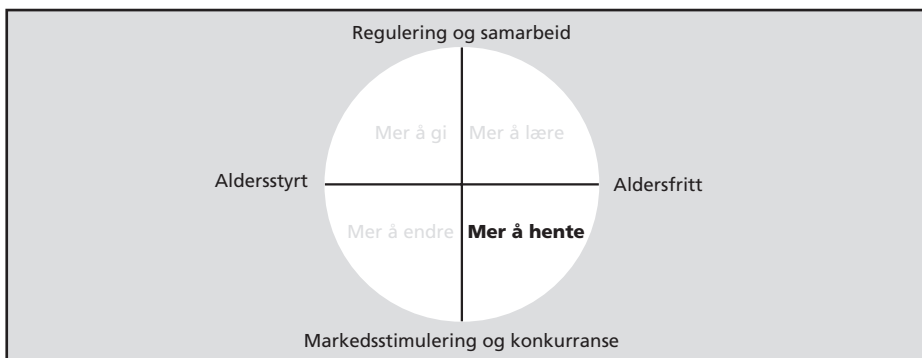 Regulering og samarbeid
Mer å gi Mer å lære
Aldersstyrt Aldersfritt
Mer å endre Mer å hente
Markedsstimulering og konkurranse